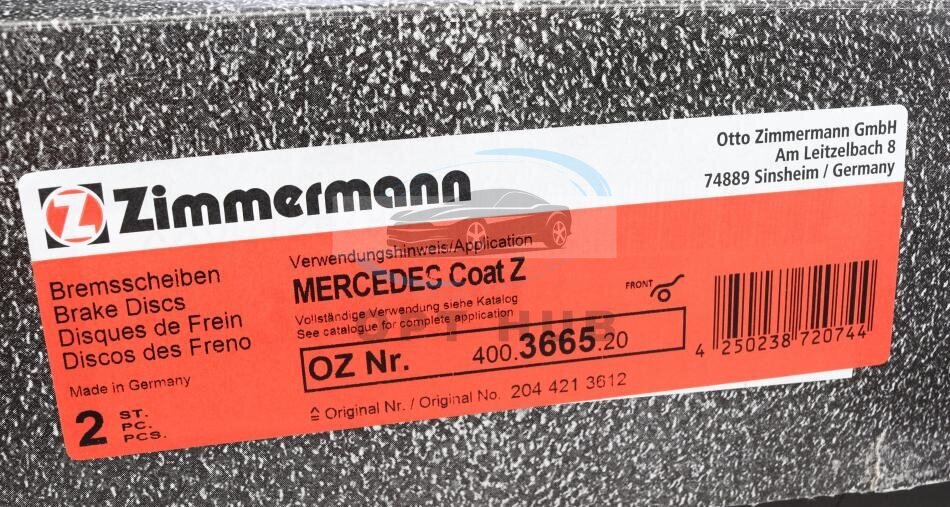 Zimmermann
Otto Zimmermann GmbH
Am Leitzelbach 8
74889 Sinsheim / Germany
Bremsscheiben
Brake Discs
Disques de Frein
Discos des Freno
Made in Germany
2 ST.
PC.
PCS.
Verwendungshinweis/Application
MERCEDES Coat Z
Vollständige Verwendung siehe Katalog
See catalogue for complete application
OZ Nr. 400.3665.20
≙ Original Nr. / Original No. 204 421 3612
FRONT
4 250238 720744
HUB